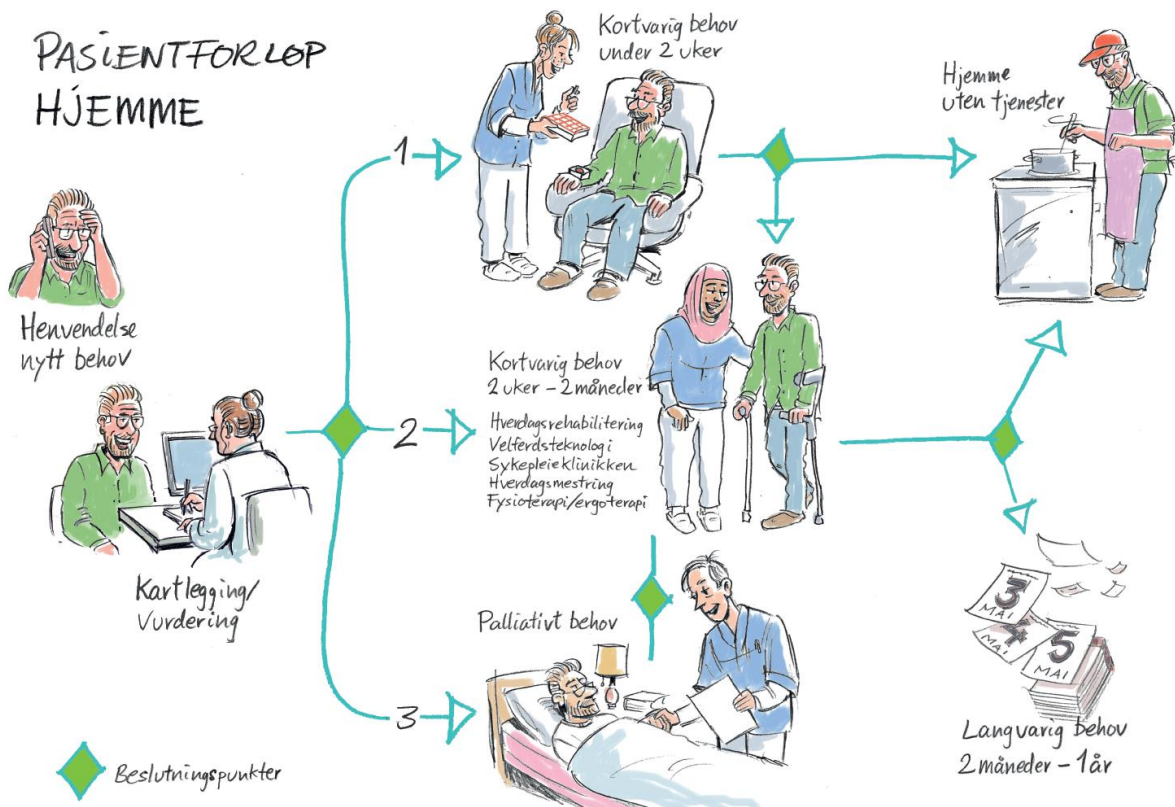 PASIENTFORLØP
HJEMME
Henvendelse
nytt behov
Kartlegging/
Vurdering
1
Kortvarig behov
under 2 uker
2
Kortvarig behov
2 uker – 2 måneder
Hverdagsrehabilitering
Velferdsteknologi
Sykepleieklinikken
Hverdagsmestring
Fysioterapi/ergoterapi
3
Palliativt behov
Hjemme
uten tjenester
3
MAI
4
MAI
5
MAI
Langvarig behov
2 måneder – 1 år
Beslutningspunkter